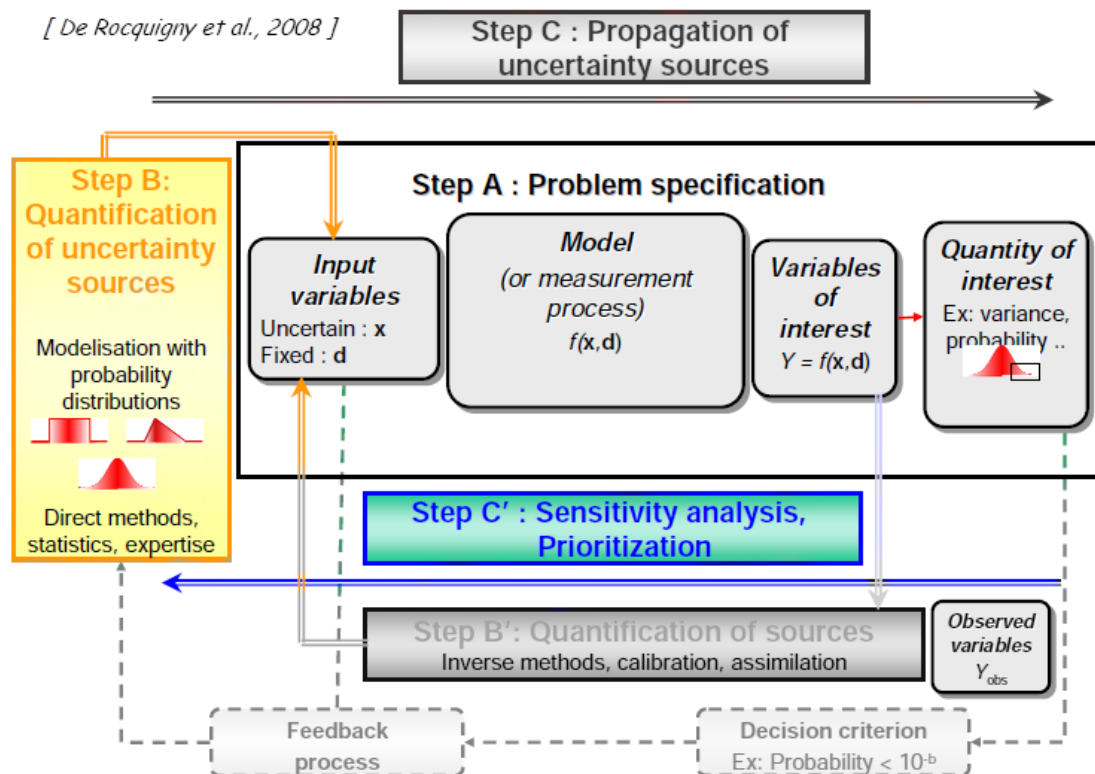 [ De Rocquigny et al., 2008 ]
Step C : Propagation of
uncertainty sources
Step B:
Quantification
of uncertainty
sources
Modelisation with
probability
distributions
Direct methods,
statistics, expertise
Step A : Problem specification
Input
variables
Uncertain : x
Fixed : d
Model
(or measurement
process)
f(x,d)
Variables
of
interest
Y = f(x,d)
Quantity of
interest
Ex: variance,
probability ..
Step C' : Sensitivity analysis,
Prioritization
Step B': Quantification of sources
Inverse methods, calibration, assimilation
Observed
variables
Yobs
Feedback
process
Decision criterion
Ex: Probability < 10-b